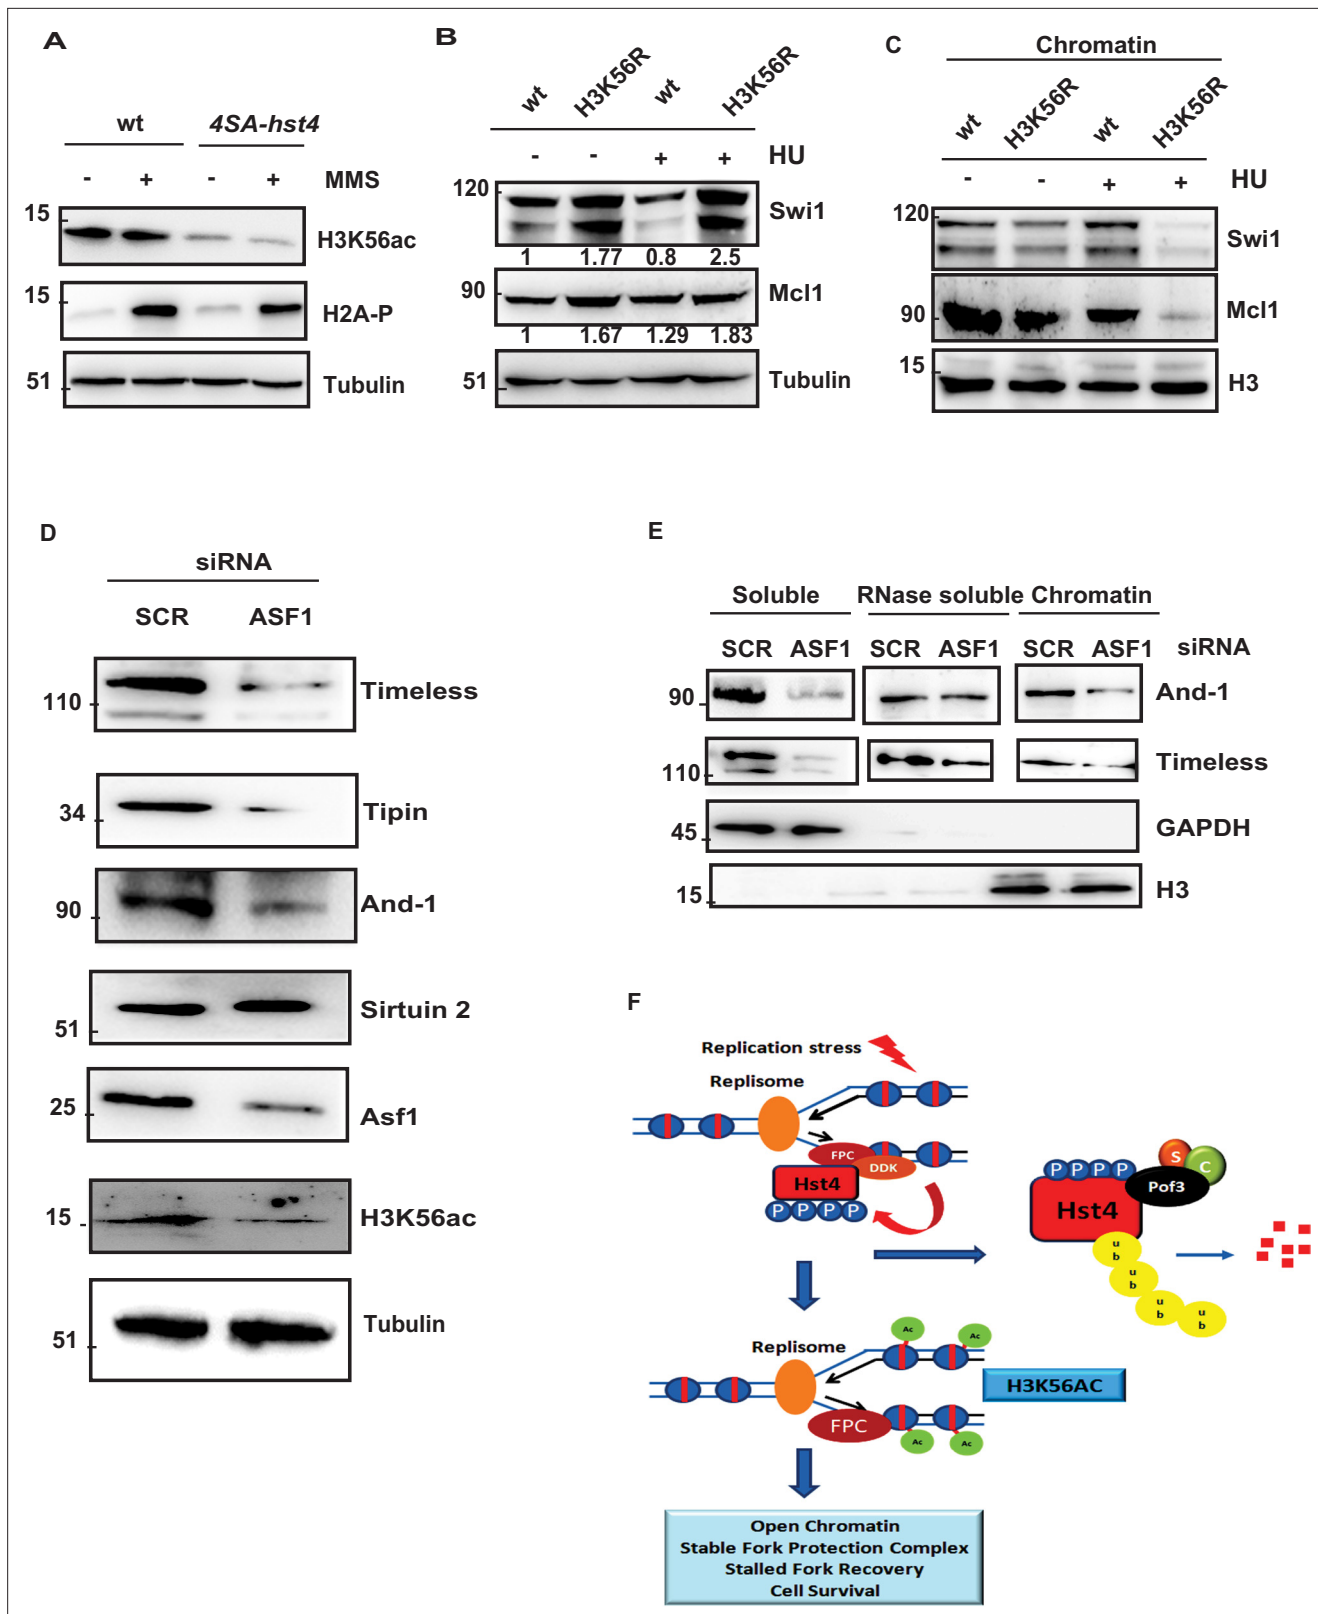 A
wt 4SA-hst4
- + - + MMS
15 H3K56ac
15 H2A-P
51 Tubulin
B
wt H3K56R wt H3K56R
- - + + HU
120 Swi1
1 1.77 0.8 2.5
90 Mcl1
1 1.67 1.29 1.83
51 Tubulin
C
Chromatin
wt H3K56R wt H3K56R
- - + + HU
120 Swi1
90 Mcl1
15 H3
D
siRNA
SCR ASF1
110 Timeless
34 Tipin
90 And-1
51 Sirtuin 2
25 Asf1
15 H3K56ac
51 Tubulin
E
Soluble RNase soluble Chromatin
SCR ASF1 SCR ASF1 SCR ASF1 siRNA
90 And-1
110 Timeless
45 GAPDH
15 H3
F
Replication stress
Replisome
FPC
DDK
Hst4
P P P P
P P P P
S
C
Pof3
Hst4
u b
u b
u b
u b
Replisome
Ac Ac
H3K56AC
FPC
Ac Ac
Open Chromatin
Stable Fork Protection Complex
Stalled Fork Recovery
Cell Survival